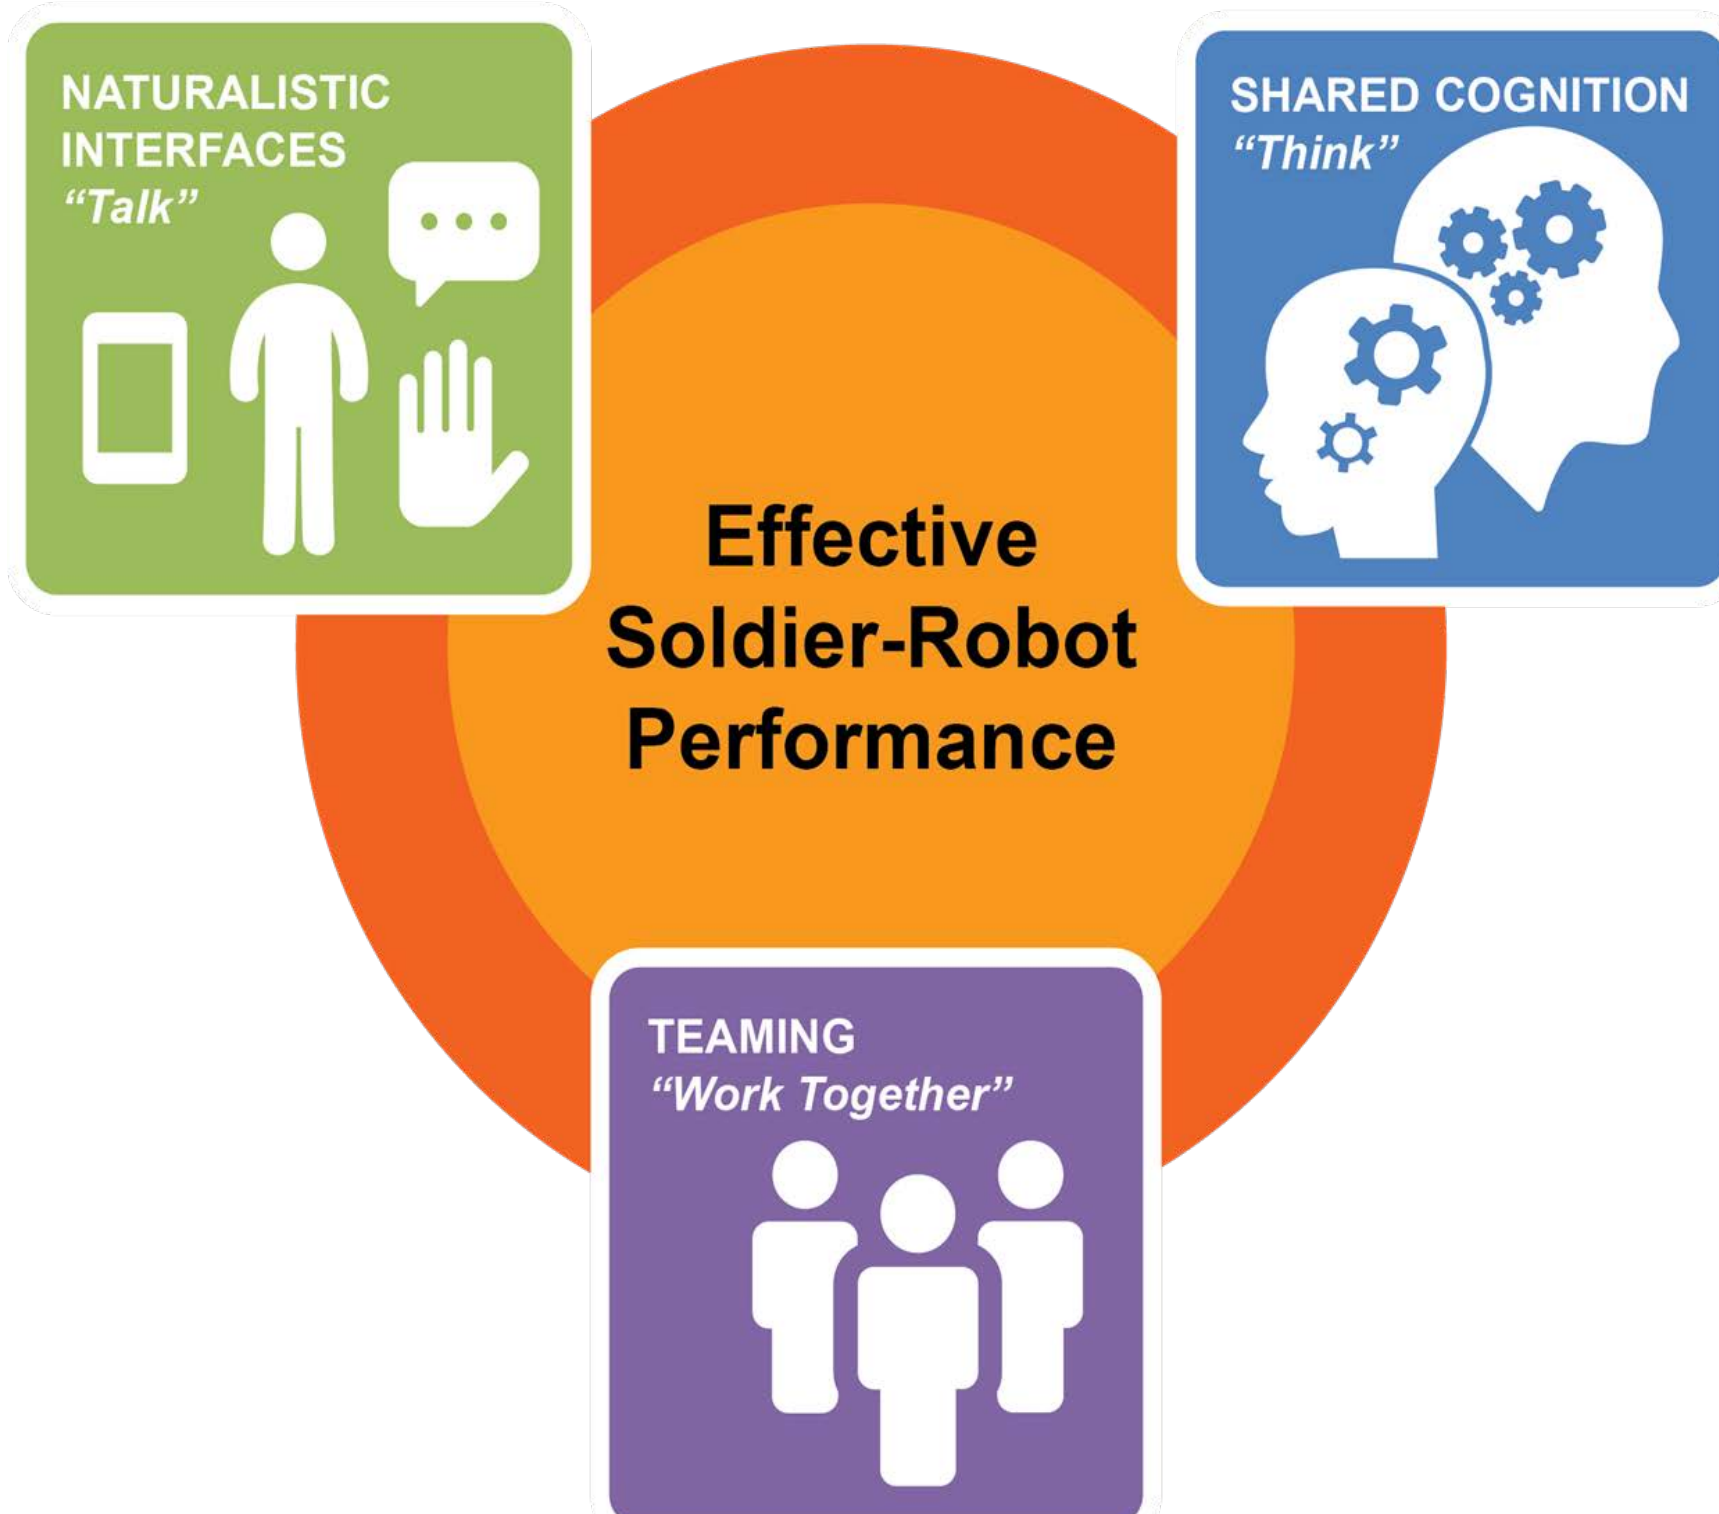 NATURALISTIC
INTERFACES
“Talk”
SHARED COGNITION
“Think”
Effective
Soldier-Robot
Performance
TEAMING
“Work Together”